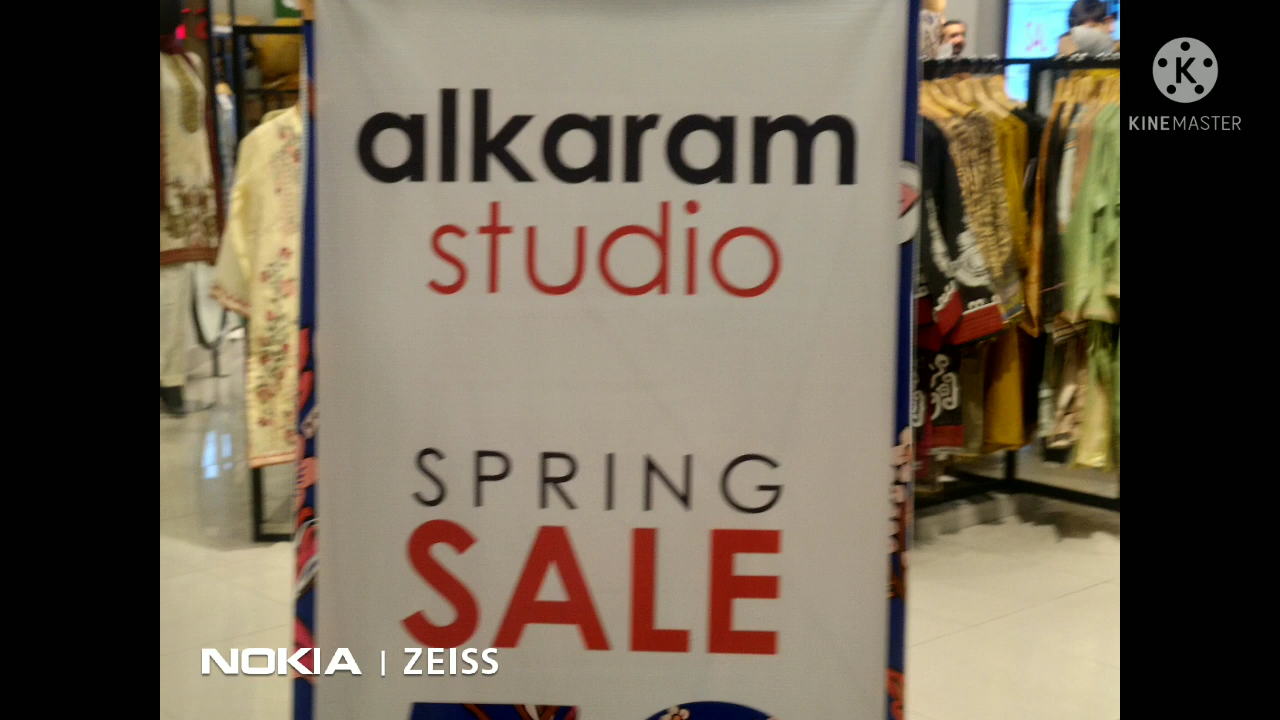 alkaram
studio
SPRING
SALE
K
KINEMASTER
NOKIA | ZEISS